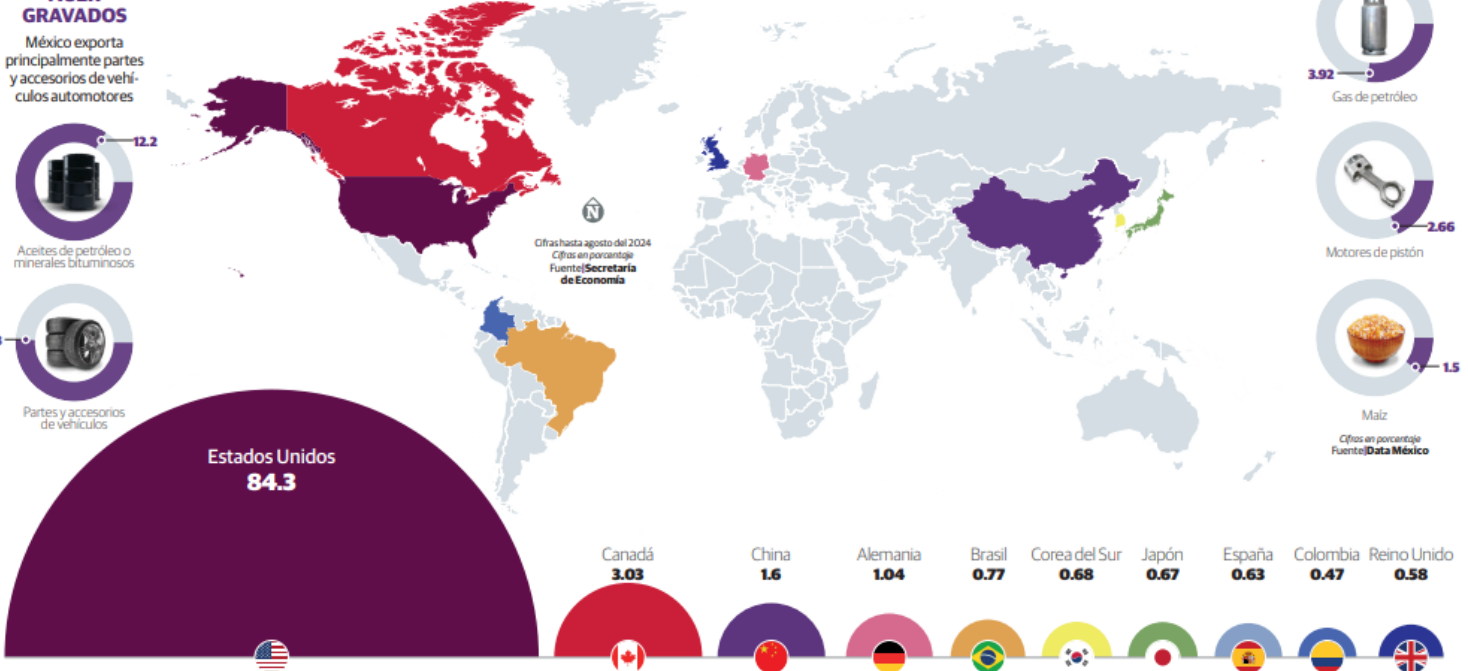 GRAVADOS
México exporta
principalmente partes
y accesorios de vehí-
culos automotores
12.2
Aceites de petróleo o
minerales bituminosos
Partes y accesorios
de vehículos
N
Cifras hasta agosto del 2024
Cifras en porcentaje
Fuente|Secretaría
de Economía
3.92
Gas de petróleo
2.66
Motores de pistón
1.5
Maíz
Cifras en porcentaje
Fuente|Data México
Estados Unidos
84.3
Canadá
3.03
China
1.6
Alemania
1.04
Brasil
0.77
Corea del Sur
0.68
Japón
0.67
España
0.63
Colombia
0.47
Reino Unido
0.58